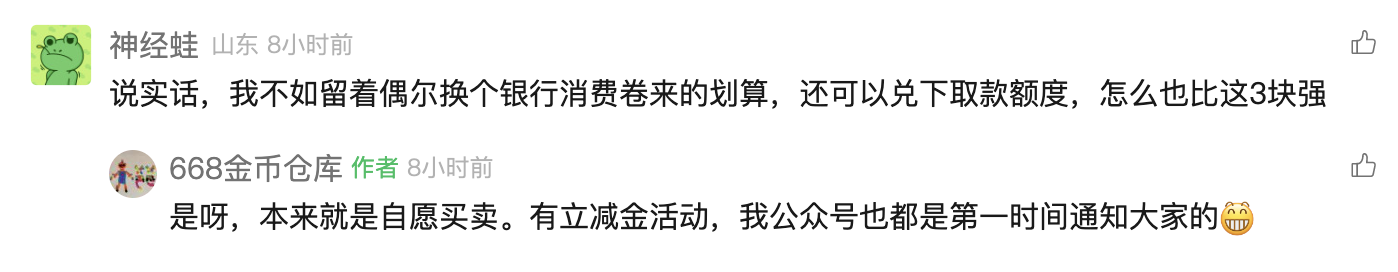 神经蛙 山东 8小时前
说实话，我不如留着偶尔换个银行消费卷来的划算，还可以兑下取款额度，怎么也比这3块强
668金币仓库 作者 8小时前
是呀，本来就是自愿买卖。有立减金活动，我公众号也都是第一时间通知大家的😁